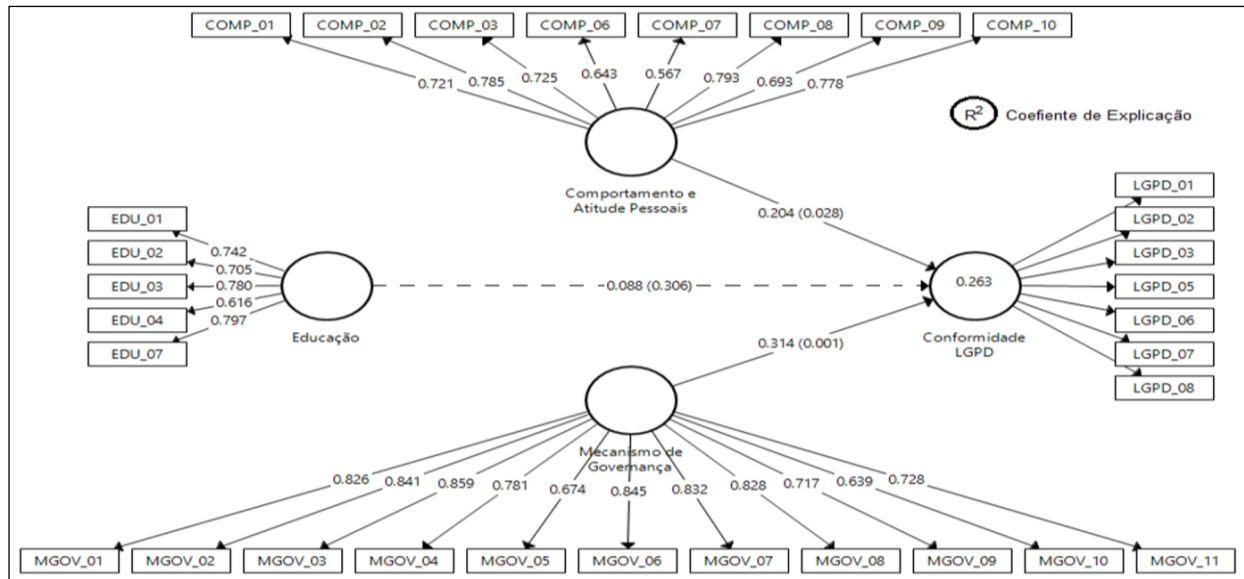 COMP_01 COMP_02 COMP_03 COMP_06 COMP_07 COMP_08 COMP_09 COMP_10
0.721 0.785 0.725 0.643 0.567 0.793 0.693 0.778
R² Coefiente de Explicação
Comportamento e
Atitude Pessoais
LGPD_01
LGPD_02
LGPD_03
LGPD_05
LGPD_06
LGPD_07
LGPD_08
0.204 (0.028)
EDU_01
EDU_02
EDU_03
EDU_04
EDU_07
0.742
0.705
0.780
0.616
0.797
Educação
0.088 (0.306)
0.263
Conformidade
LGPD
0.314 (0.001)
Mecanismo de
Governança
0.826 0.841 0.859 0.781 0.674 0.845 0.832 0.828 0.717 0.639 0.728
MGOV_01 MGOV_02 MGOV_03 MGOV_04 MGOV_05 MGOV_06 MGOV_07 MGOV_08 MGOV_09 MGOV_10 MGOV_11